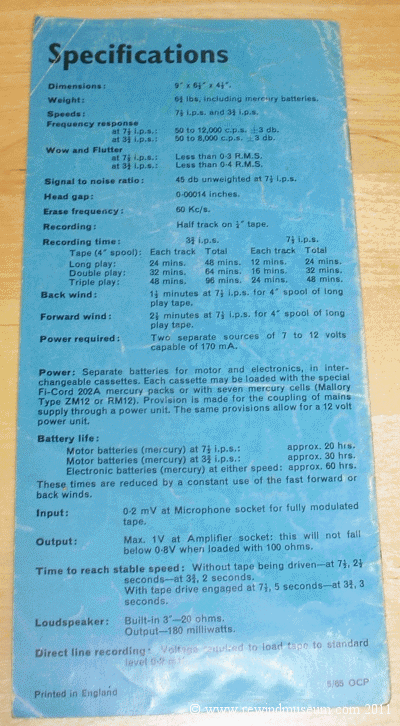 Specifications
Dimensions: 9″ x 6½″ x 4½″.
Weight: lbs, including mercury batteries.
Speeds: 7½ i.p.s. and 3¾ i.p.s.
Frequency response
at 7½ i.p.s.: 50 to 12,000 c.p.s. ±3 db.
at 3¾ i.p.s.: 50 to 8,000 c.p.s. ±3 db.
Wow and Flutter
at 7½ i.p.s.: Less than 0·3 R.M.S.
at 3¾ i.p.s.: Less than 0·4 R.M.S.
Signal to noise ratio: 45 db unweighted at 7½ i.p.s.
Head gap: 0·00014 inches.
Erase frequency: 60 Kc/s.
Recording: Half track on ¼″ tape.
Recording time: 3¾ i.p.s. 7½ i.p.s.
Tape (4″ spool): Each track Total Each track Total
Long play: 24 mins. 48 mins. 12 mins. 24 mins.
Double play: 32 mins. 64 mins. 16 mins. 32 mins.
Triple play: 48 mins. 96 mins. 24 mins. 48 mins.
Back wind: minutes at 7½ i.p.s. for 4″ spool of long
play tape.
Forward wind: minutes at 7½ i.p.s. for 4″ spool of
long play tape.
Power required: Two separate sources of 7 to 12 volts
capable of 170 mA.
Power: Separate batteries for motor and electronics, in inter-
changeable cassettes. Each cassette may be loaded with the special
Fi-Cord 202A mercury packs or with seven mercury cells (Mallory
Type ZM12 or RM12). Provision is made for the coupling of mains
supply through a power unit. The same provisions allow for a 12 volt
power unit.
Battery life:
Motor batteries (mercury) at 7½ i.p.s.: approx. 20 hrs.
Motor batteries (mercury) at 3¾ i.p.s.: approx. 30 hrs.
Electronic batteries (mercury) at either speed: approx. 60 hrs.
These times are reduced by a constant use of the fast forward or
back winds.
Input: 0·2 mV at Microphone socket for fully modulated
tape.
Output: Max. 1V at Amplifier socket: this will not fall
below 0·8V when loaded with 100 ohms.
Time to reach stable speed: Without tape being driven—at 7½, 2½
seconds—at 3¾, 2 seconds.
With tape drive engaged at 7½, 5 seconds—at 3¾, 3
seconds.
Loudspeaker: Built-in 3″—20 ohms.
Output—180 milliwatts.
Direct line recording: Voltage required to load tape to standard
level 0·2
Printed in England 5/65 OCP
© www.rewindmuseum.com 2011